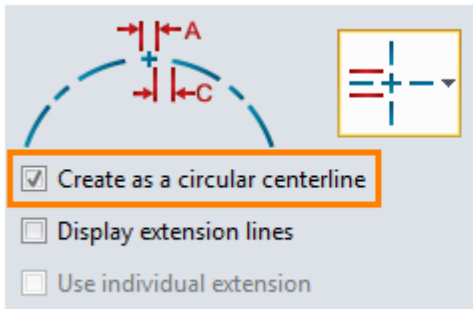 A
C
Create as a circular centerline
Display extension lines
Use individual extension